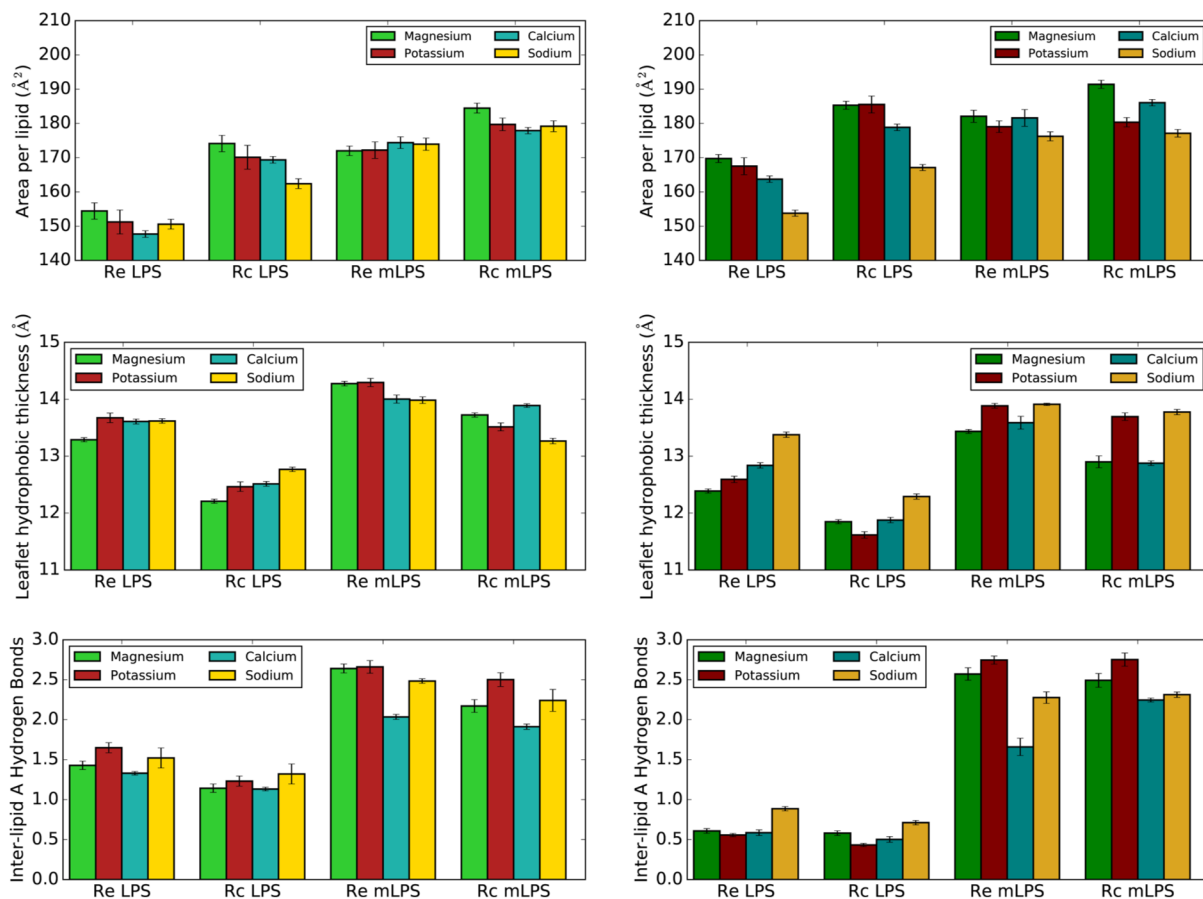 Area per lipid (Å²)
210
200
190
180
170
160
150
140
Magnesium
Potassium
Calcium
Sodium
Re LPS
Rc LPS
Re mLPS
Rc mLPS
Area per lipid (Å²)
210
200
190
180
170
160
150
140
Magnesium
Potassium
Calcium
Sodium
Re LPS
Rc LPS
Re mLPS
Rc mLPS
Leaflet hydrophobic thickness (Å)
15
14
13
12
11
Magnesium
Potassium
Calcium
Sodium
Re LPS
Rc LPS
Re mLPS
Rc mLPS
Leaflet hydrophobic thickness (Å)
15
14
13
12
11
Magnesium
Potassium
Calcium
Sodium
Re LPS
Rc LPS
Re mLPS
Rc mLPS
Inter-lipid A Hydrogen Bonds
3.0
2.5
2.0
1.5
1.0
0.5
0.0
Magnesium
Potassium
Calcium
Sodium
Re LPS
Rc LPS
Re mLPS
Rc mLPS
Inter-lipid A Hydrogen Bonds
3.0
2.5
2.0
1.5
1.0
0.5
0.0
Magnesium
Potassium
Calcium
Sodium
Re LPS
Rc LPS
Re mLPS
Rc mLPS